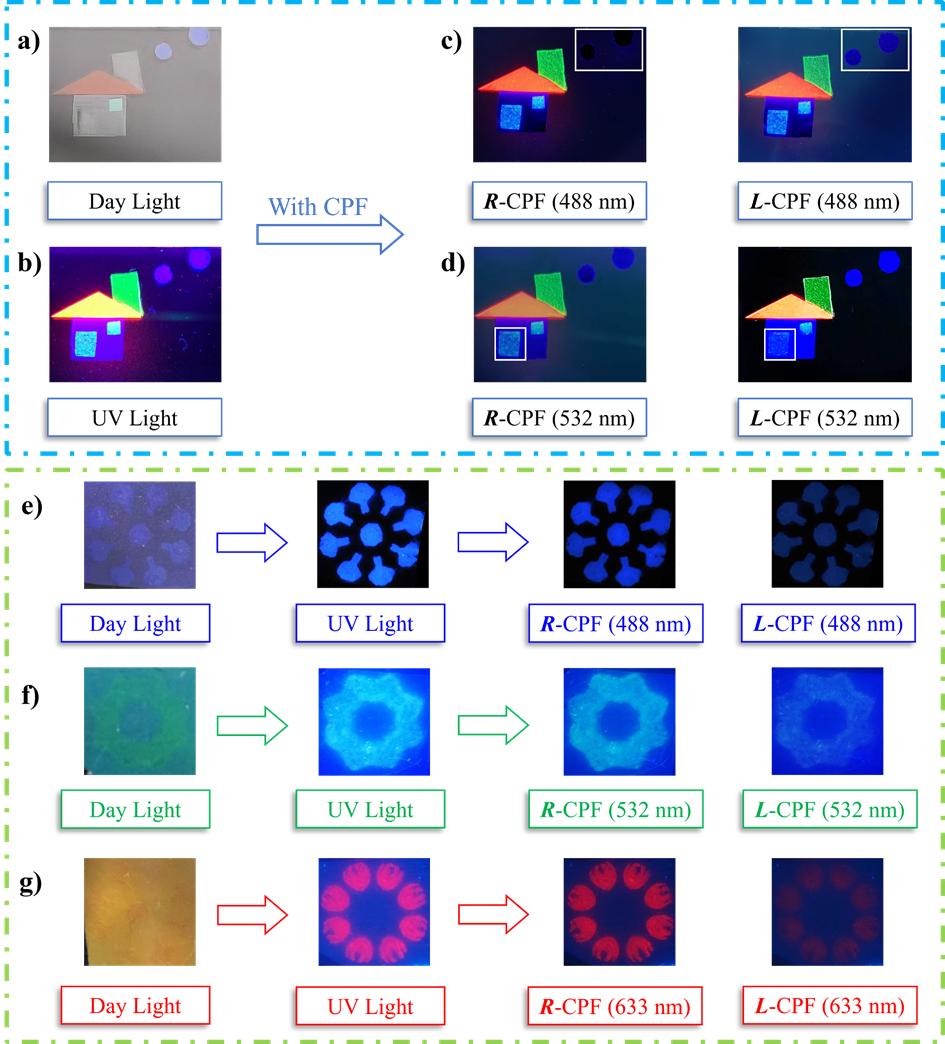 a)
Day Light
With CPF
b)
UV Light
c)
R-CPF (488 nm)
L-CPF (488 nm)
d)
R-CPF (532 nm)
L-CPF (532 nm)
e)
Day Light
UV Light
R-CPF (488 nm)
L-CPF (488 nm)
f)
Day Light
UV Light
R-CPF (532 nm)
L-CPF (532 nm)
g)
Day Light
UV Light
R-CPF (633 nm)
L-CPF (633 nm)